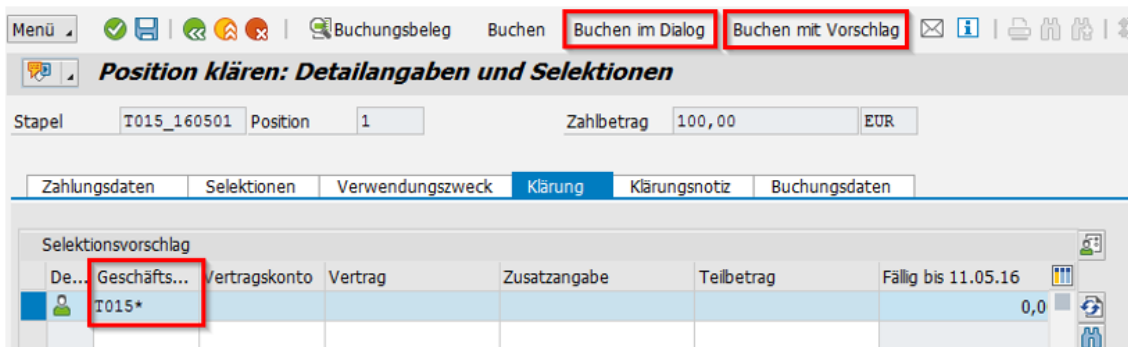 Menü Buchungsbeleg Buchen Buchen im Dialog Buchen mit Vorschlag
Position klären: Detailangaben und Selektionen
Stapel T015_160501 Position 1 Zahlbetrag 100,00 EUR
Zahlungsdaten Selektionen Verwendungszweck Klärung Klärungsnotiz Buchungsdaten
Selektionsvorschlag
De... Geschäfts... Vertragskonto Vertrag Zusatzangabe Teilbetrag Fällig bis 11.05.16
T015* 0,0